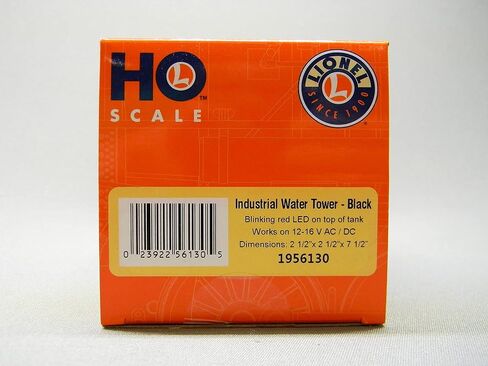 HO
L
TM
SCALE
LIONEL
L
SINCE 1900
®
Industrial Water Tower - Black
Blinking red LED on top of tank
Works on 12-16 V AC / DC
Dimensions: 2 1/2"x 2 1/2"x 7 1/2"
1956130
0 23922 56130 5